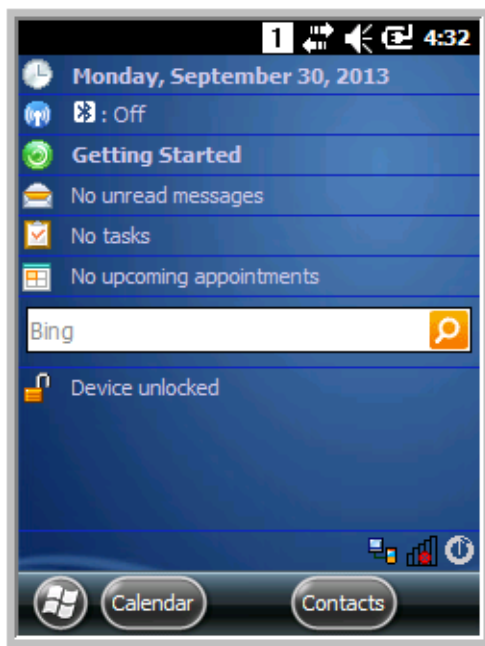 1 4:32
Monday, September 30, 2013
: Off
Getting Started
No unread messages
No tasks
No upcoming appointments
Bing
Device unlocked
Calendar Contacts